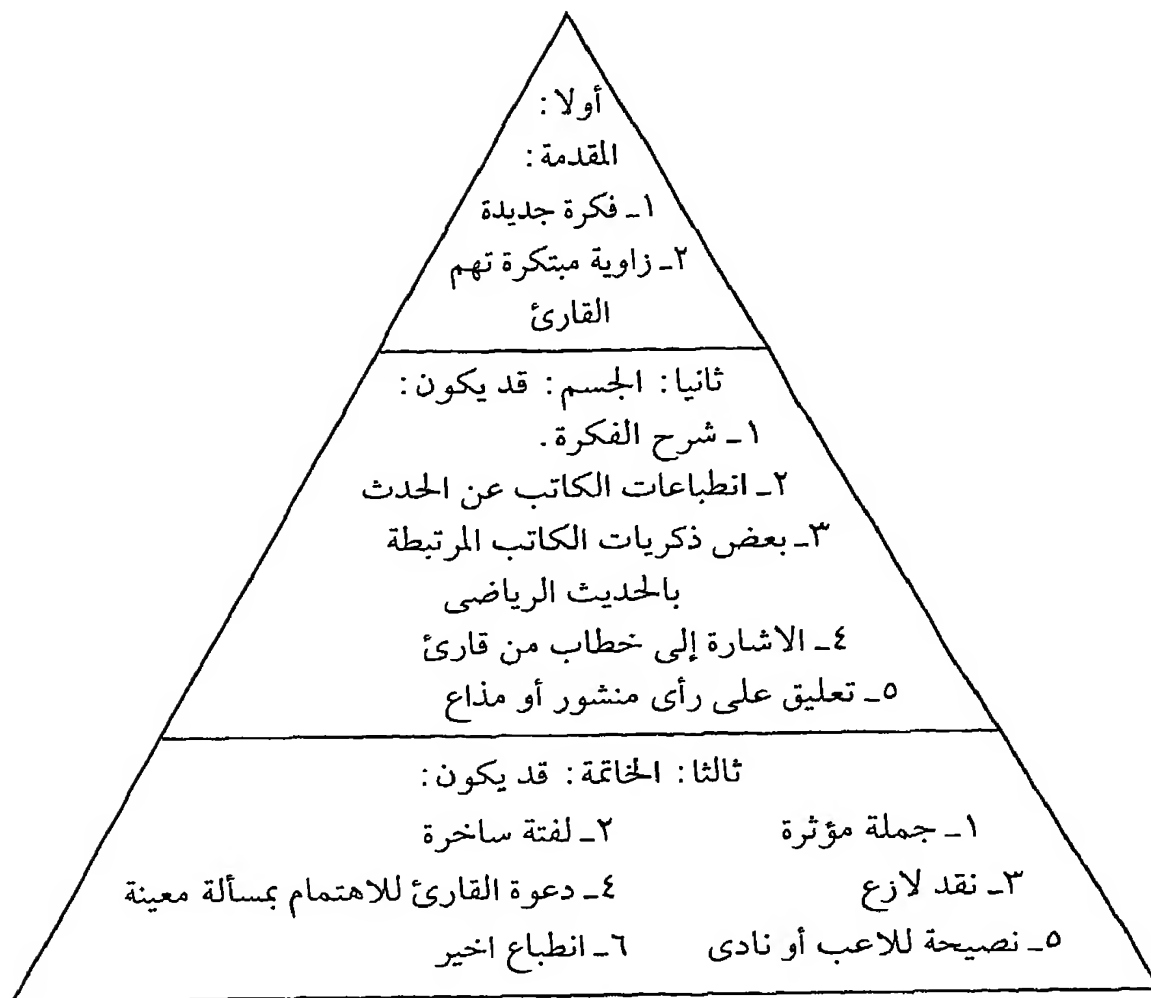 أولا :
المقدمة :
١ـ فكرة جديدة
٢ـ زاوية مبتكرة تهم
القارئ
ثانيا : الجسم : قد يكون :
١ـ شرح الفكرة .
٢ـ انطباعات الكاتب عن الحدث
٣ـ بعض ذكريات الكاتب المرتبطة
بالحديث الرياضى
٤ـ الاشارة إلى خطاب من قارئ
٥ـ تعليق على رأى منشور أو مذاع
ثالثا : الخاتمة : قد يكون :
١ـ جملة مؤثرة ٢ـ لفتة ساخرة
٣ـ نقد لازع ٤ـ دعوة القارئ للاهتمام بمسألة معينة
٥ـ نصيحة للاعب أو نادى ٦ـ انطباع اخير